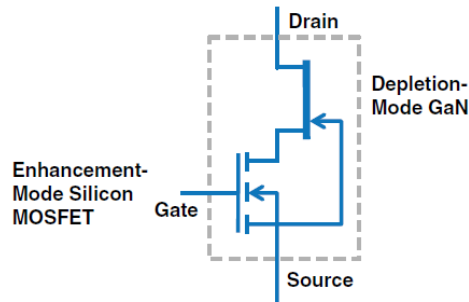 Drain
Depletion-
Mode GaN
Enhancement-
Mode Silicon
MOSFET
Gate
Source